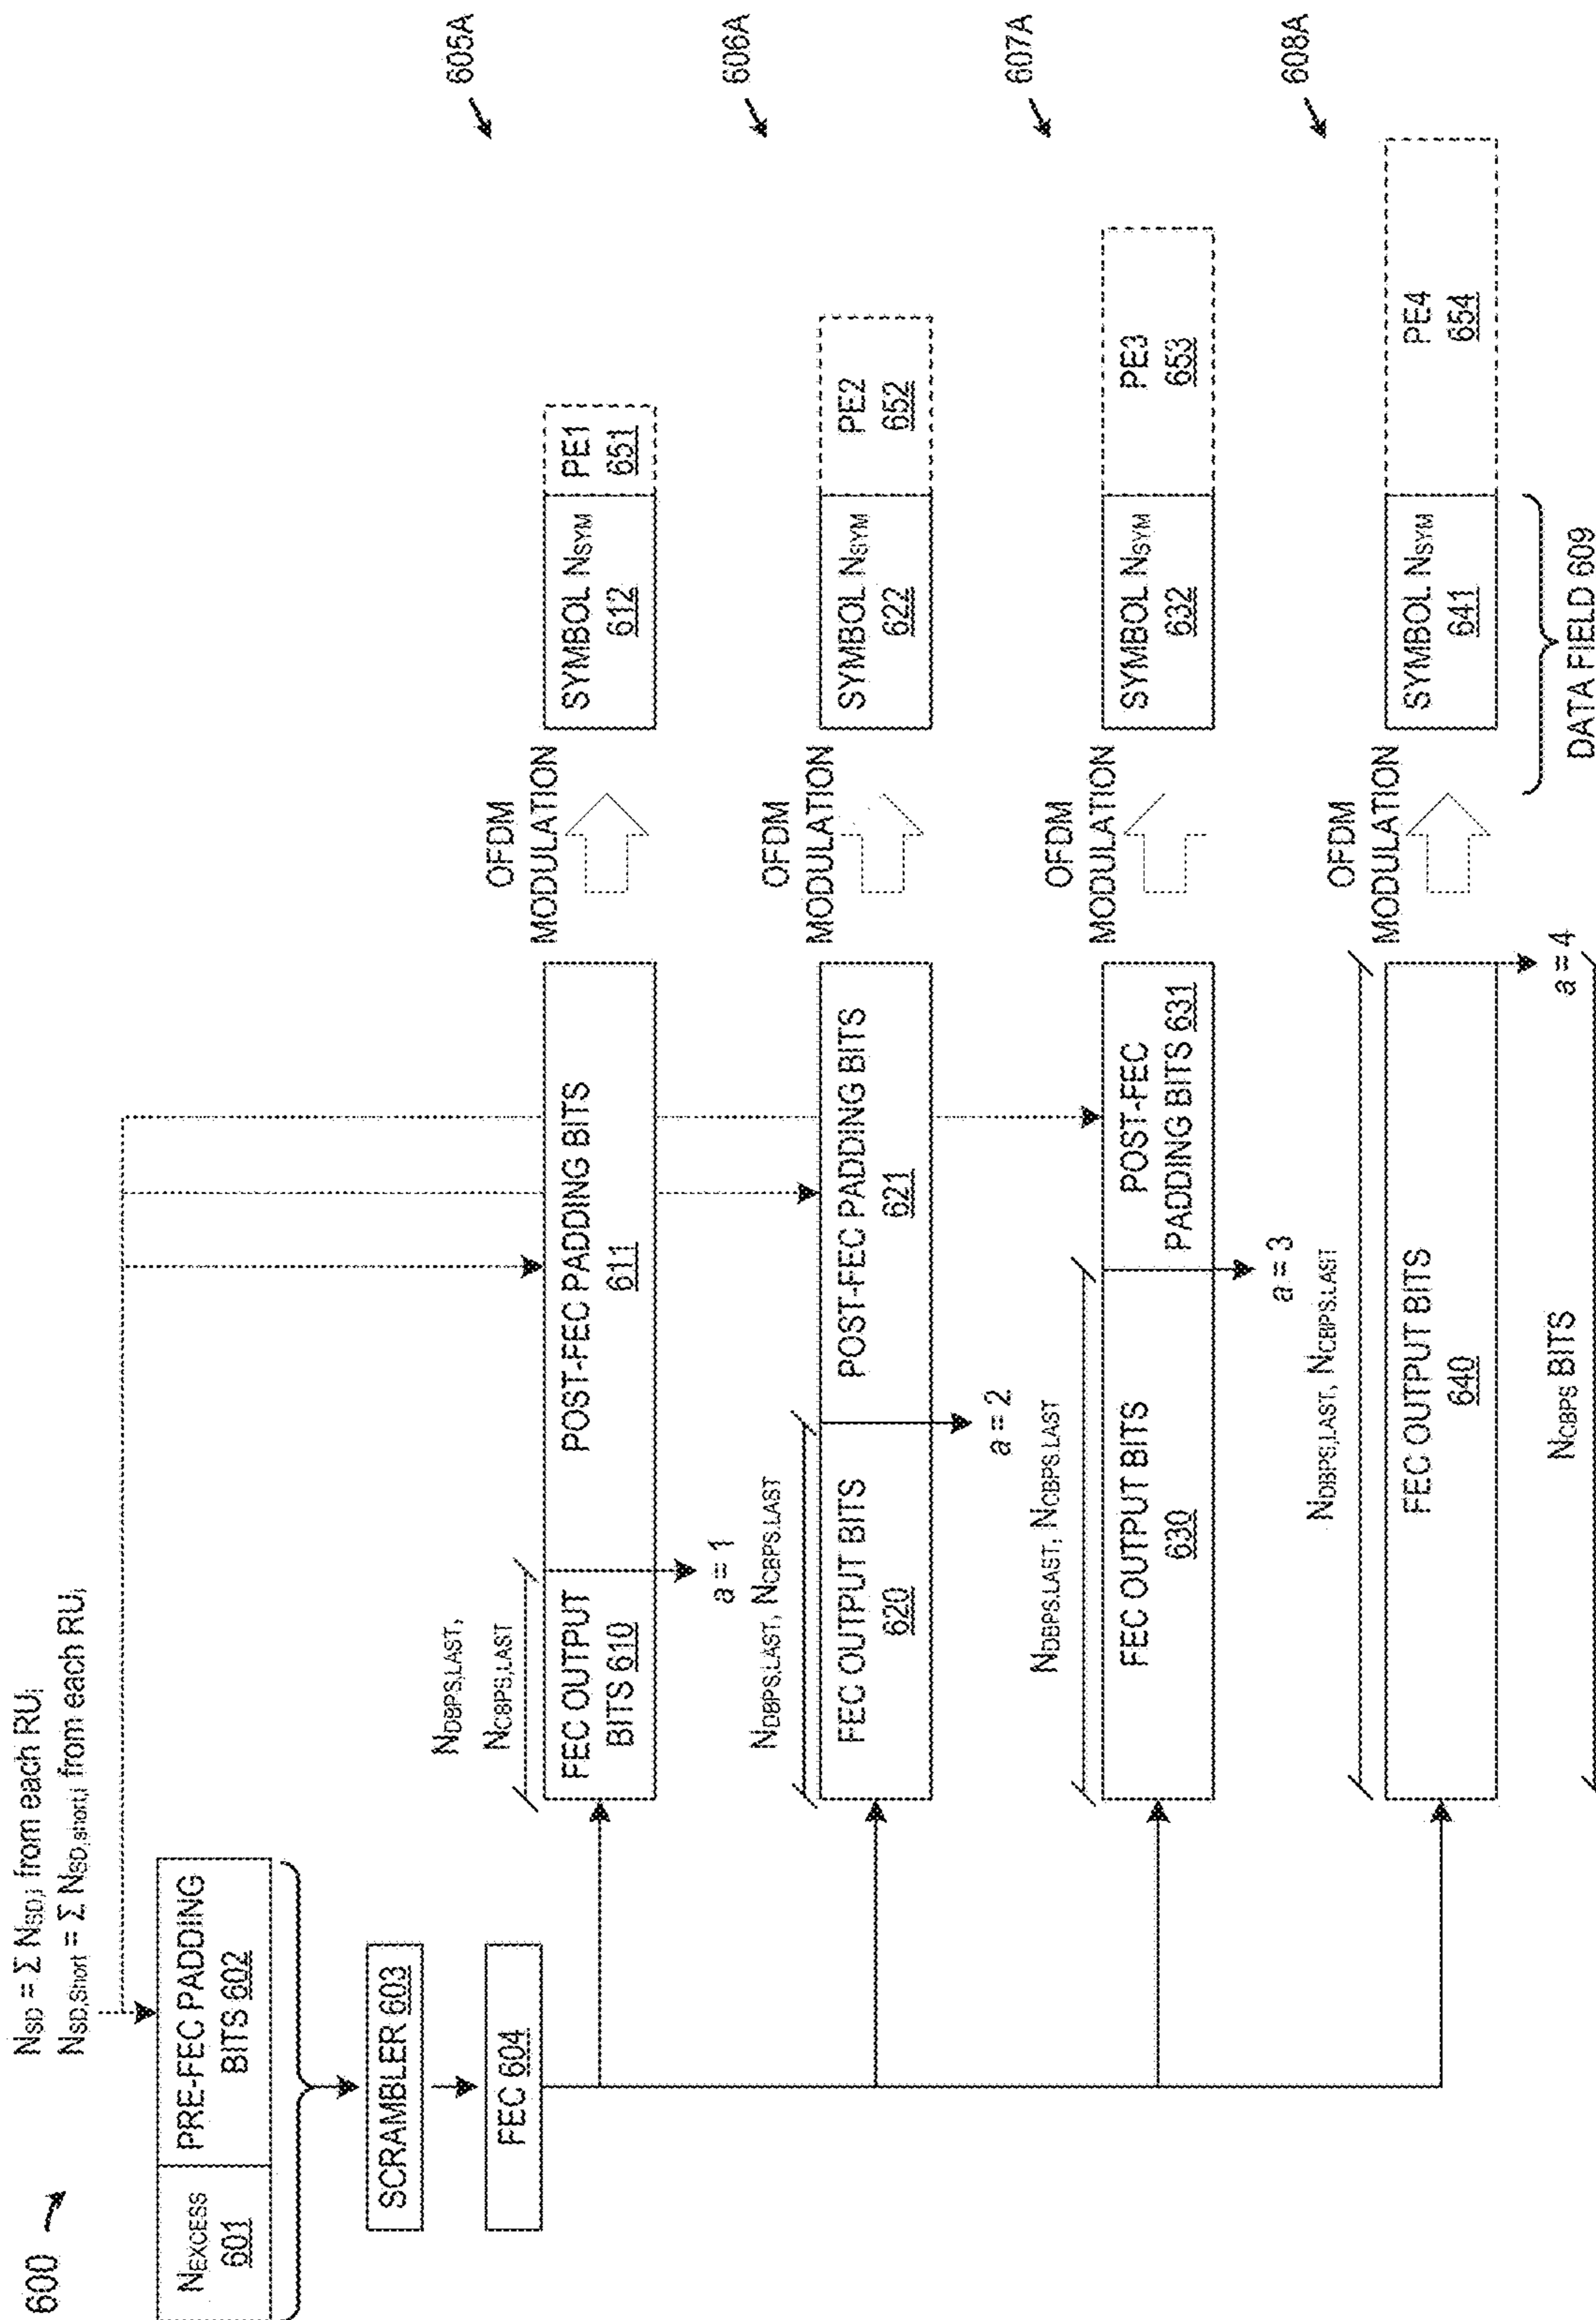 600
N_SD = Σ N_SD,i from each RU_i
N_SD,short = Σ N_SD,short,i from each RU_i
N_EXCESS
601
PRE-FEC PADDING
BITS 602
SCRAMBLER 603
FEC 604
605A
N_DBPS,LAST,
N_CBPS,LAST
FEC OUTPUT
BITS 610
POST-FEC PADDING BITS
611
a = 1
OFDM
MODULATION
SYMBOL N_SYM
612
PE1
651
606A
N_DBPS,LAST, N_CBPS,LAST
FEC OUTPUT BITS
620
POST-FEC PADDING BITS
621
a = 2
OFDM
MODULATION
SYMBOL N_SYM
622
PE2
652
607A
N_DBPS,LAST, N_CBPS,LAST
FEC OUTPUT BITS
630
POST-FEC
PADDING BITS 631
a = 3
OFDM
MODULATION
SYMBOL N_SYM
632
PE3
653
608A
N_DBPS,LAST, N_CBPS,LAST
FEC OUTPUT BITS
640
a = 4
N_CBPS BITS
OFDM
MODULATION
SYMBOL N_SYM
641
PE4
654
DATA FIELD 609